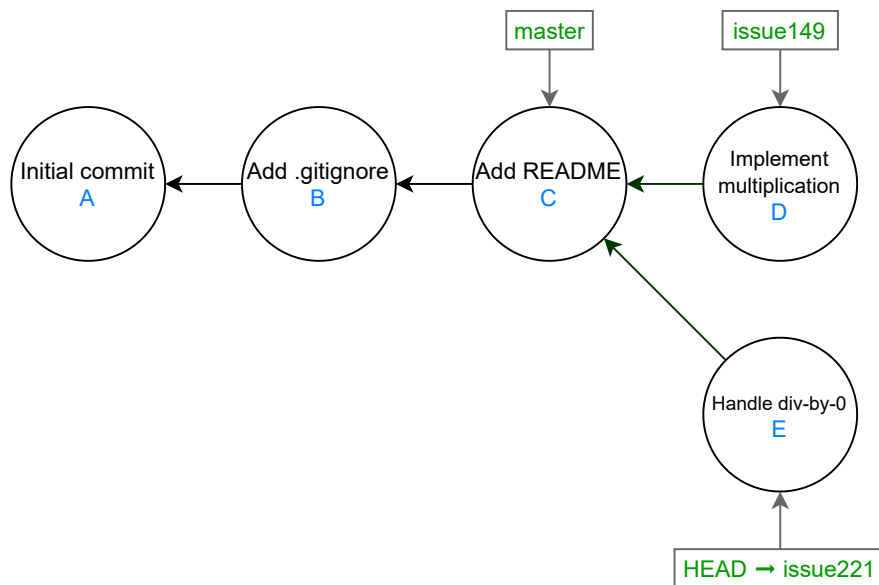 master
issue149
Initial commit
A
Add .gitignore
B
Add README
C
Implement
multiplication
D
Handle div-by-0
E
HEAD → issue221